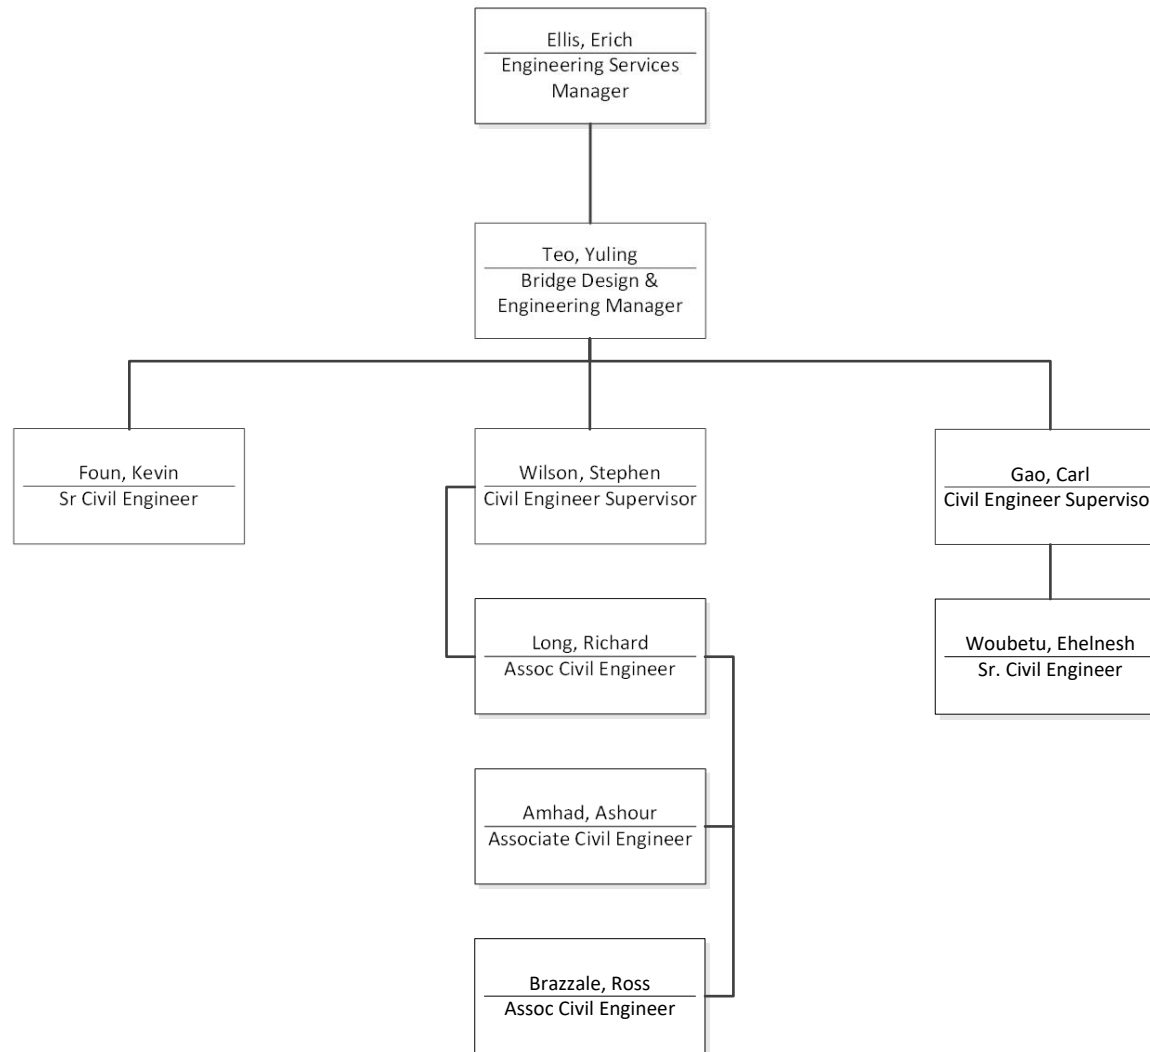 Ellis, Erich
Engineering Services
Manager
Teo, Yuling
Bridge Design &
Engineering Manager
Foun, Kevin
Sr Civil Engineer
Wilson, Stephen
Civil Engineer Supervisor
Gao, Carl
Civil Engineer Superviso
Long, Richard
Assoc Civil Engineer
Woubetu, Ehelnesh
Sr. Civil Engineer
Amhad, Ashour
Associate Civil Engineer
Brazzale, Ross
Assoc Civil Engineer